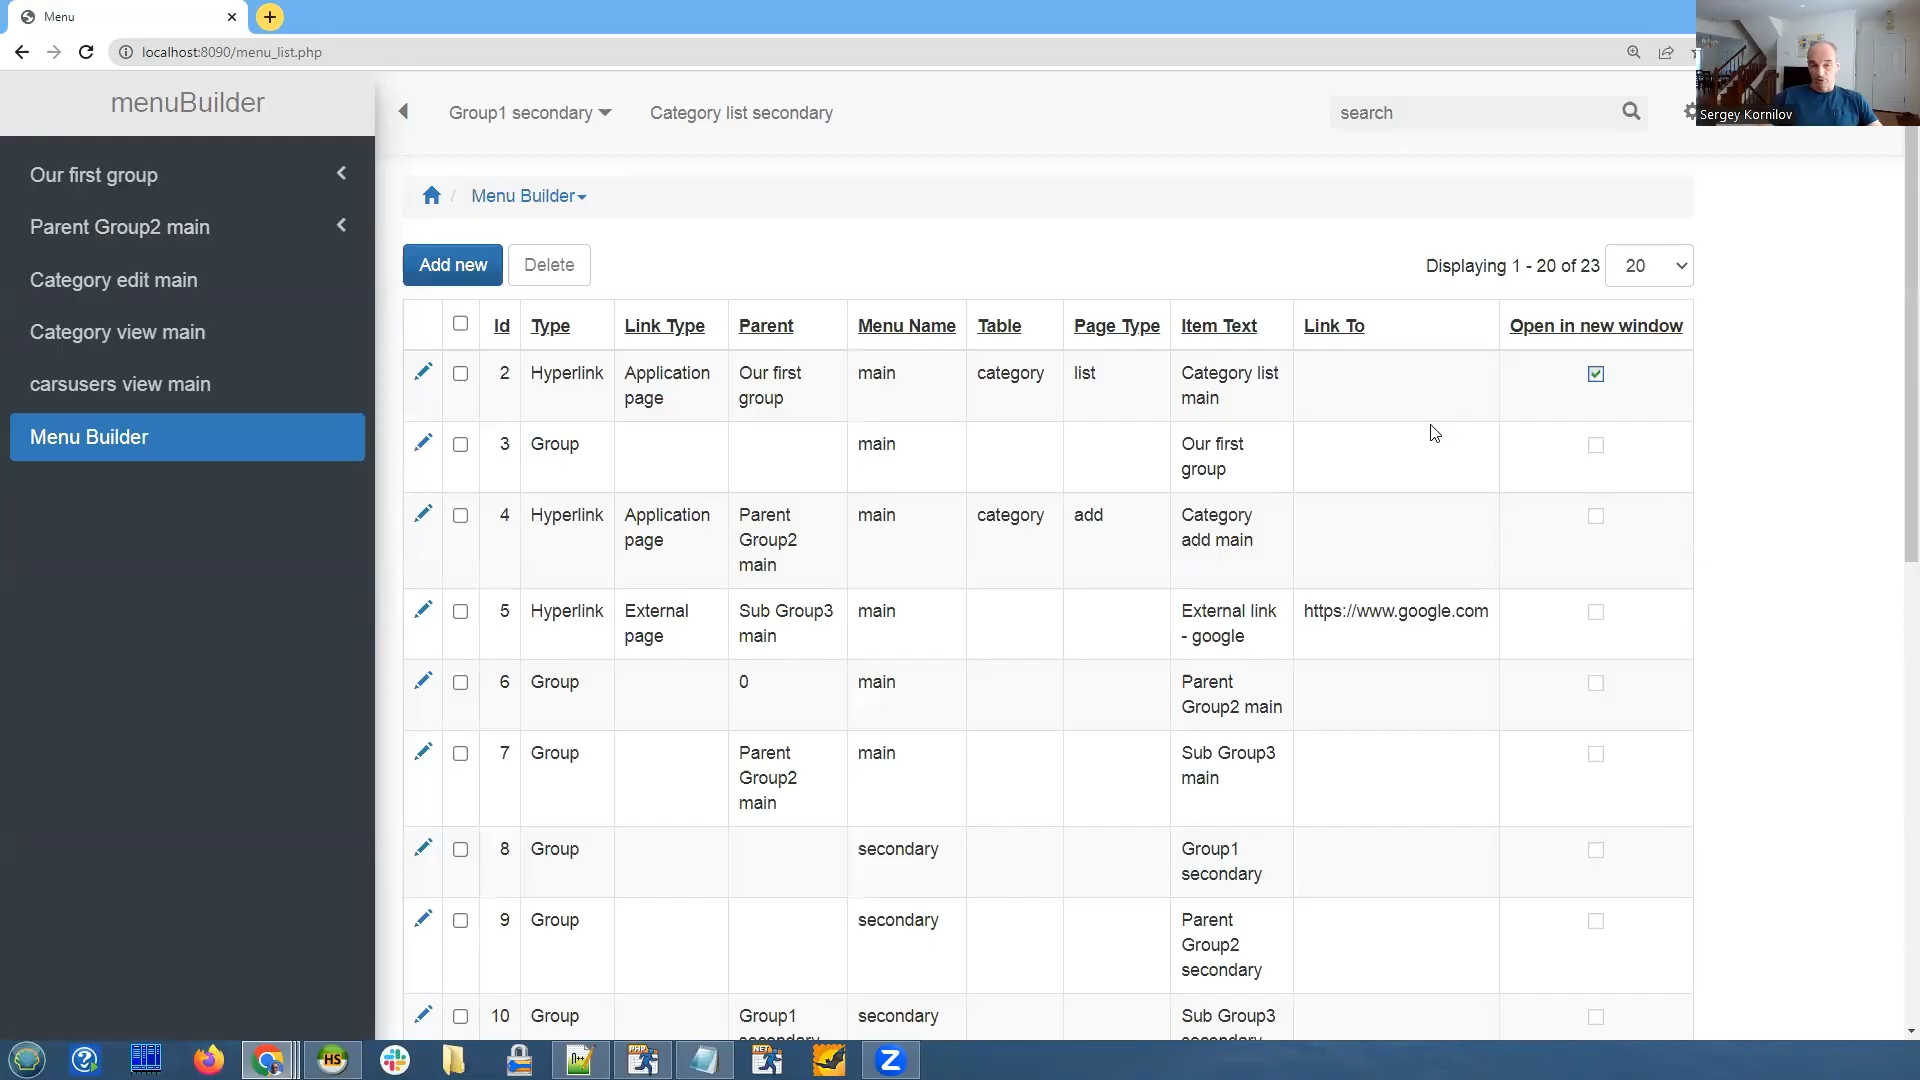 Menu
localhost:8090/menu_list.php
Sergey Kornilov
menuBuilder
Group1 secondary
Category list secondary
search
Our first group
Parent Group2 main
Category edit main
Category view main
carsusers view main
Menu Builder
/ Menu Builder
Add new
Delete
Displaying 1 - 20 of 23
20
Id Type Link Type Parent Menu Name Table Page Type Item Text Link To Open in new window
2 Hyperlink Application Our first main category list Category list
page group main
3 Group main Our first
group
4 Hyperlink Application Parent main category add Category
page Group2 add main
main
5 Hyperlink External Sub Group3 main External link https://www.google.com
page main - google
6 Group 0 main Parent
Group2 main
7 Group Parent main Sub Group3
Group2 main
main
8 Group secondary Group1
secondary
9 Group secondary Parent
Group2
secondary
10 Group Group1 secondary Sub Group3
secondary secondary
HS
n++
PHP
.NET
Z